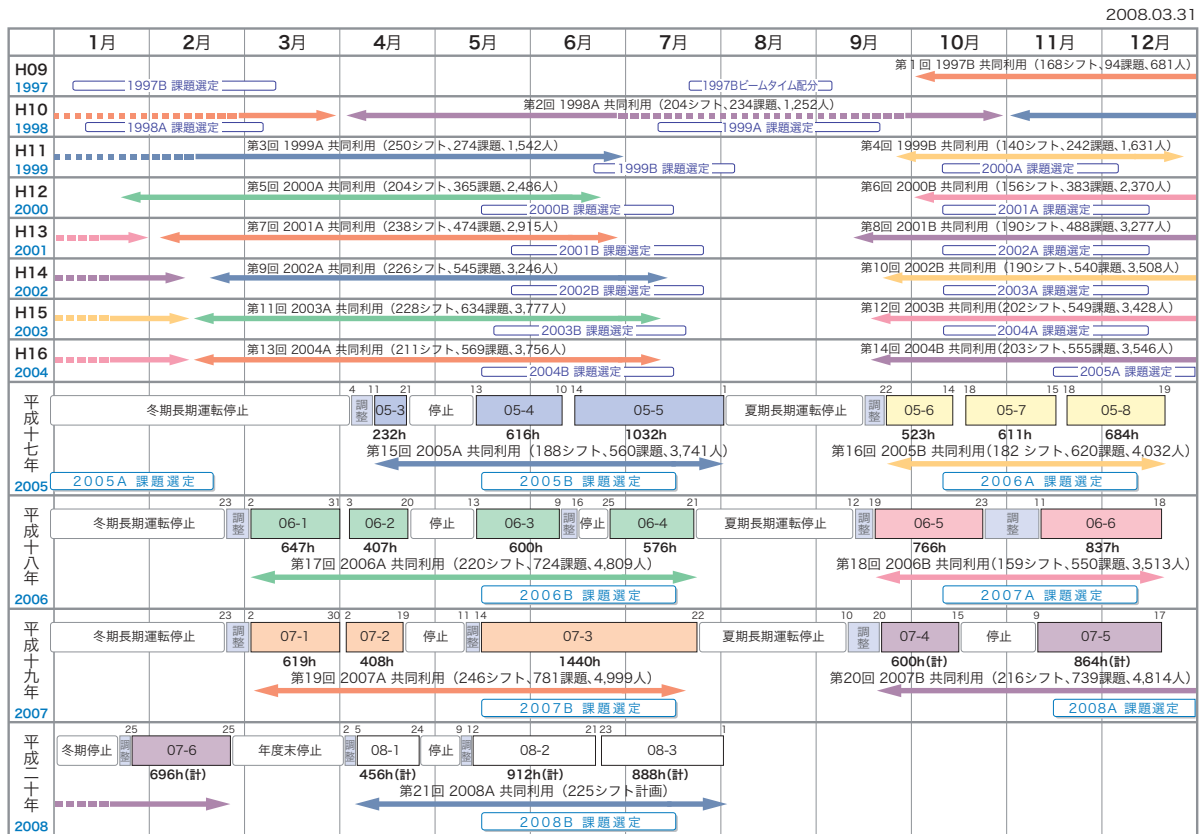 2008.03.31
1月 2月 3月 4月 5月 6月 7月 8月 9月 10月 11月 12月
H09
1997
第1回 1997B 共同利用（168シフト、94課題、681人）
1997B 課題選定
1997Bビームタイム配分
H10
1998
第2回 1998A 共同利用（204シフト、234課題、1,252人）
1998A 課題選定
1999A 課題選定
H11
1999
第3回 1999A 共同利用（250シフト、274課題、1,542人）
第4回 1999B 共同利用（140シフト、242課題、1,631人）
1999B 課題選定
2000A 課題選定
H12
2000
第5回 2000A 共同利用（204シフト、365課題、2,486人）
第6回 2000B 共同利用（156シフト、383課題、2,370人）
2000B 課題選定
2001A 課題選定
H13
2001
第7回 2001A 共同利用（238シフト、474課題、2,915人）
第8回 2001B 共同利用（190シフト、488課題、3,277人）
2001B 課題選定
2002A 課題選定
H14
2002
第9回 2002A 共同利用（226シフト、545課題、3,246人）
第10回 2002B 共同利用（190シフト、540課題、3,508人）
2002B 課題選定
2003A 課題選定
H15
2003
第11回 2003A 共同利用（228シフト、634課題、3,777人）
第12回 2003B 共同利用(202シフト、549課題、3,428人）
2003B 課題選定
2004A 課題選定
H16
2004
第13回 2004A 共同利用（211シフト、569課題、3,756人）
第14回 2004B 共同利用(203シフト、555課題、3,546人）
2004B 課題選定
2005A 課題選定
平成十七年
2005
4 11 21 13 10 14 1 22 14 18 15 18 19
冬期長期運転停止 調整 05-3 停止 05-4 05-5 夏期長期運転停止 調整 05-6 05-7 05-8
232h 616h 1032h 523h 611h 684h
第15回 2005A 共同利用（188シフト、560課題、3,741人）
第16回 2005B 共同利用(182 シフト、620課題、4,032人）
2005A 課題選定
2005B 課題選定
2006A 課題選定
平成十八年
2006
23 2 31 3 20 13 9 16 25 21 12 19 23 11 18
冬期長期運転停止 調整 06-1 06-2 停止 06-3 調整 停止 06-4 夏期長期運転停止 調整 06-5 調整 06-6
647h 407h 600h 576h 766h 837h
第17回 2006A 共同利用（220シフト、724課題、4,809人）
第18回 2006B 共同利用(159シフト、550課題、3,513人）
2006B 課題選定
2007A 課題選定
平成十九年
2007
23 2 30 2 19 11 14 22 10 20 15 9 17
冬期長期運転停止 調整 07-1 07-2 停止 調整 07-3 夏期長期運転停止 調整 07-4 停止 07-5
619h 408h 1440h 600h(計) 864h(計)
第19回 2007A 共同利用（246シフト、781課題、4,999人）
第20回 2007B 共同利用（216シフト、739課題、4,814人）
2007B 課題選定
2008A 課題選定
平成二十年
2008
25 25 2 5 24 9 12 21 23 1
冬期停止 調整 07-6 年度末停止 調整 08-1 停止 調整 08-2 08-3
696h(計) 456h(計) 912h(計) 888h(計)
第21回 2008A 共同利用（225シフト計画）
2008B 課題選定